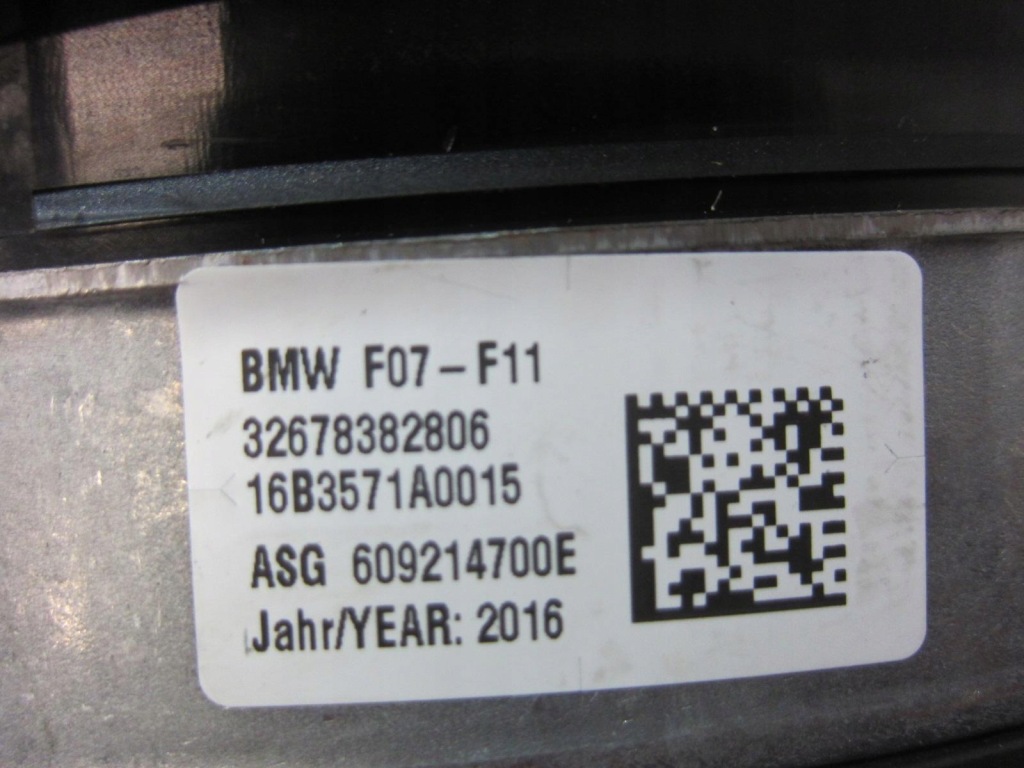 BMW F07-F11
32678382806
16B3571A0015
ASG 609214700E
Jahr/YEAR: 2016